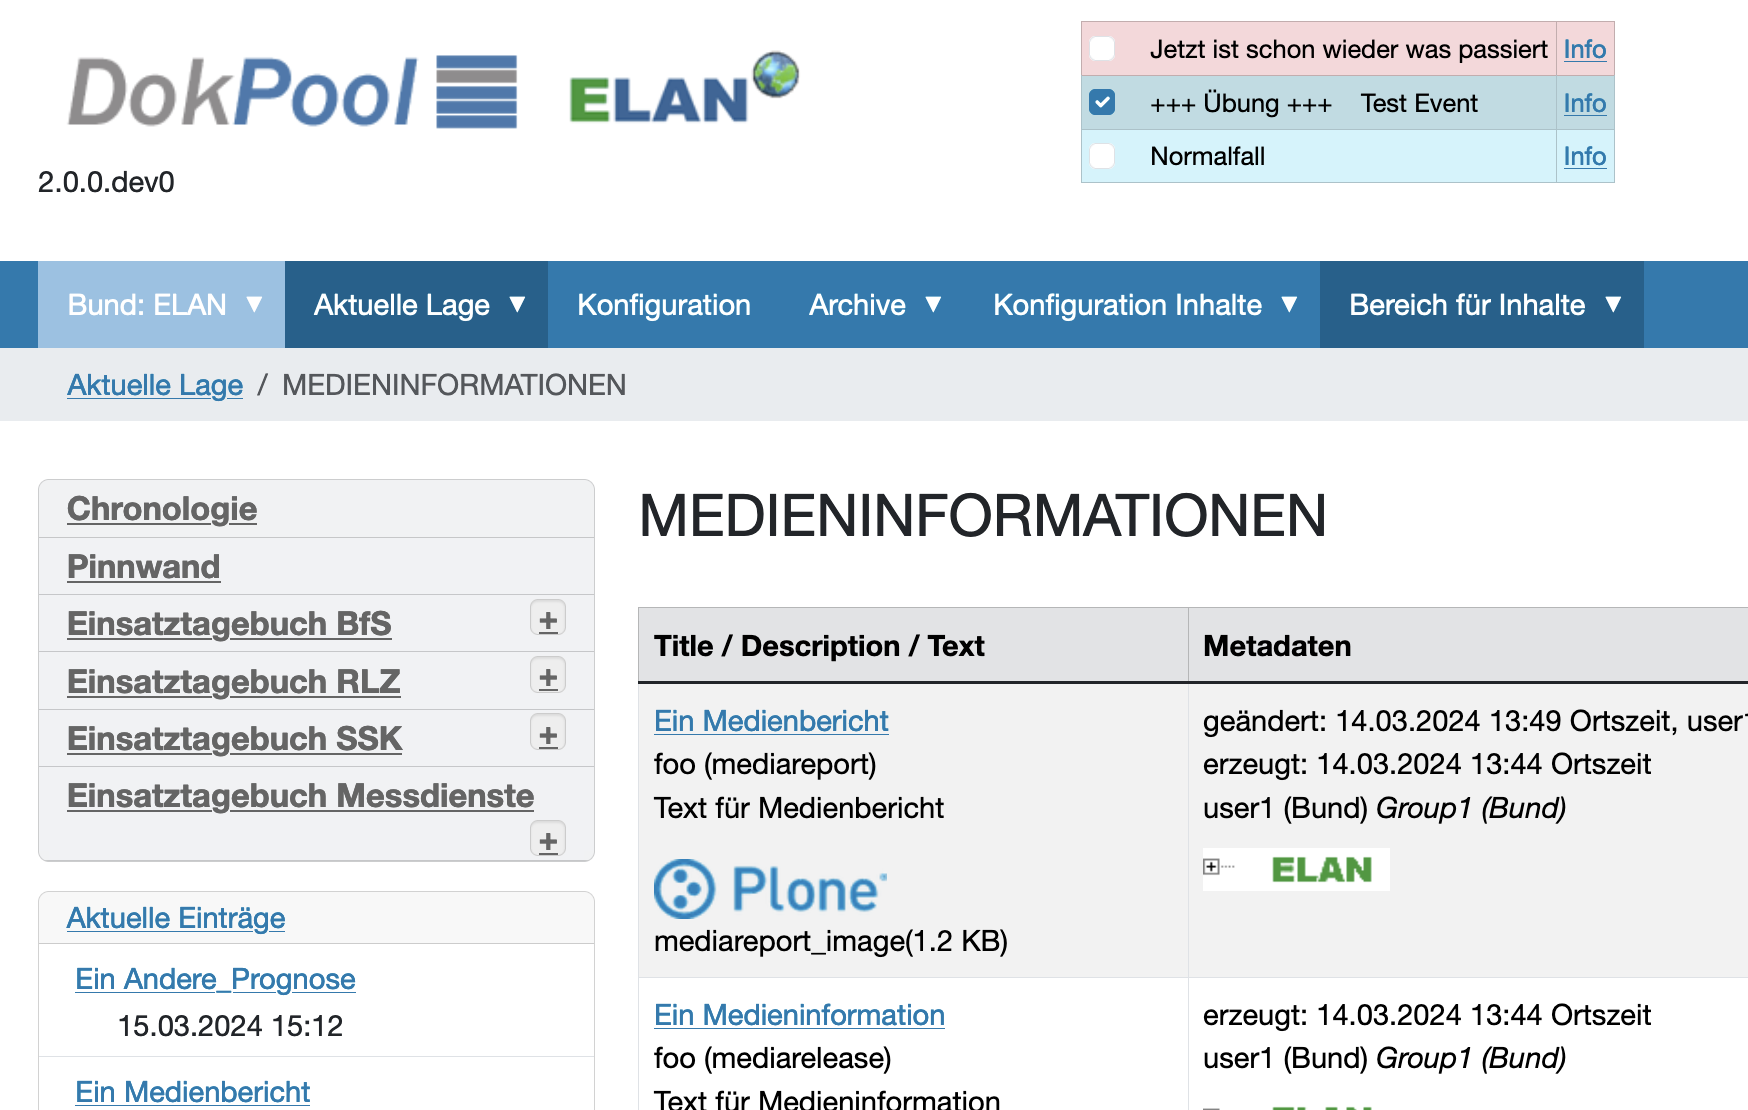 DokPool ELAN
2.0.0.dev0
Jetzt ist schon wieder was passiert Info
+++ Übung +++ Test Event Info
Normalfall Info
Bund: ELAN ▼ Aktuelle Lage ▼ Konfiguration Archive ▼ Konfiguration Inhalte ▼ Bereich für Inhalte ▼
Aktuelle Lage / MEDIENINFORMATIONEN
Chronologie
Pinnwand
Einsatztagebuch BfS +
Einsatztagebuch RLZ +
Einsatztagebuch SSK +
Einsatztagebuch Messdienste
+
Aktuelle Einträge
Ein Andere_Prognose
15.03.2024 15:12
Ein Medienbericht
MEDIENINFORMATIONEN
Title / Description / Text Metadaten
Ein Medienbericht
foo (mediareport)
Text für Medienbericht
Plone
mediareport_image(1.2 KB)
geändert: 14.03.2024 13:49 Ortszeit, user1
erzeugt: 14.03.2024 13:44 Ortszeit
user1 (Bund) Group1 (Bund)
ELAN
Ein Medieninformation
foo (mediarelease)
Text für Medieninformation
erzeugt: 14.03.2024 13:44 Ortszeit
user1 (Bund) Group1 (Bund)